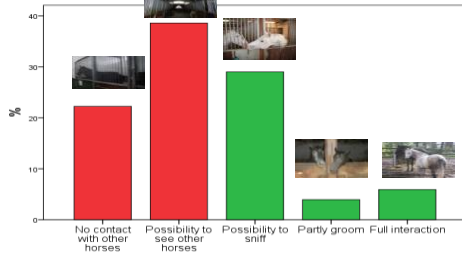 40
30
%
20
10
0
No contact with other horses
Possibility to see other horses
Possibility to sniff
Partly groom
Full interaction